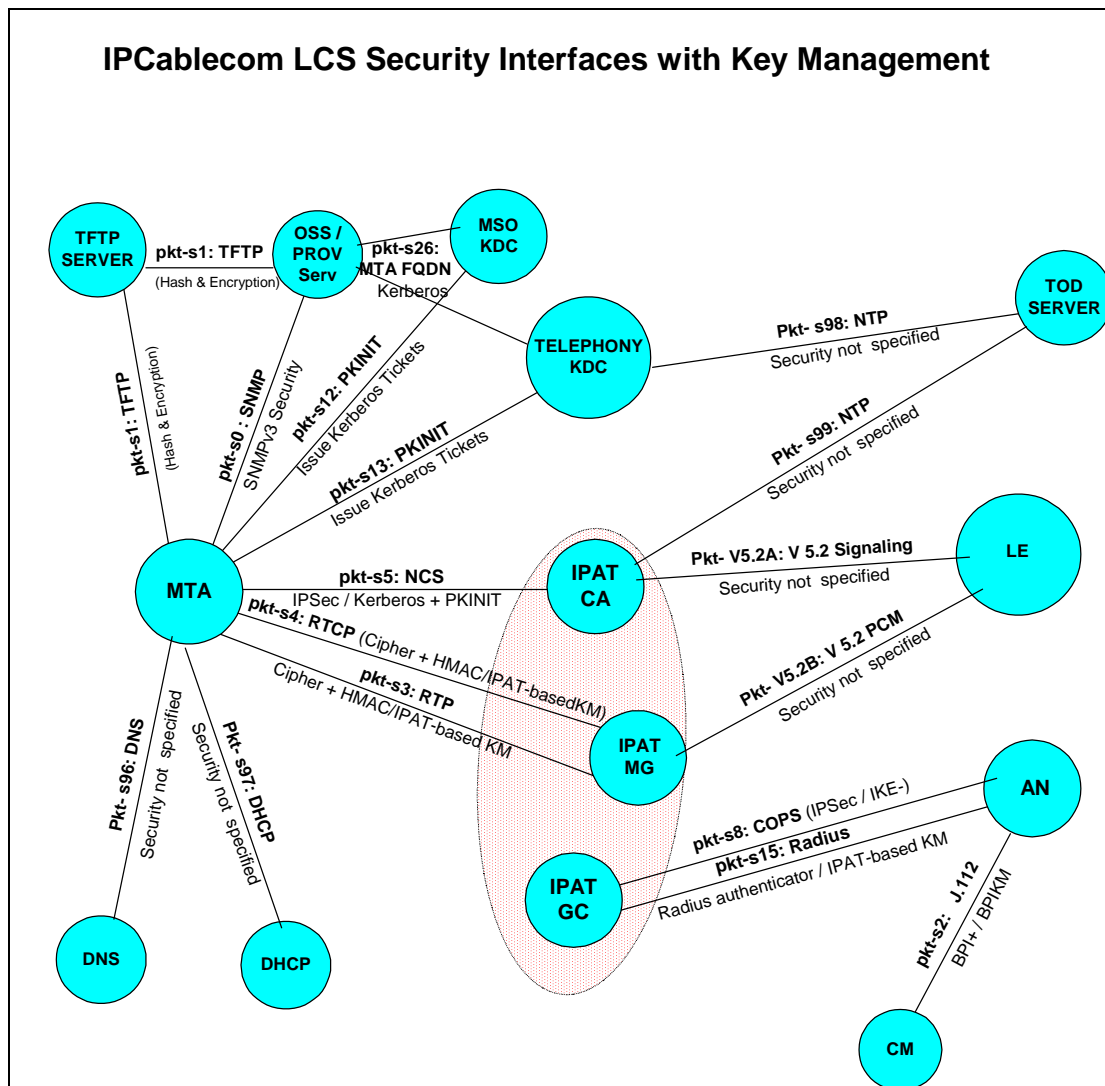 IPCablecom LCS Security Interfaces with Key Management
TFTP
SERVER
pkt-s1: TFTP
(Hash & Encryption)
OSS /
PROV
Serv
pkt-s26:
MTA FQDN
Kerberos
MSO
KDC
TELEPHONY
KDC
Pkt- s98: NTP
Security not specified
TOD
SERVER
pkt-s1: TFTP
(Hash & Encryption)
pkt-s0 : SNMP
SNMPv3 Security
pkt-s12: PKINIT
Issue Kerberos Tickets
pkt-s13: PKINIT
Issue Kerberos Tickets
Pkt- s99: NTP
Security not specified
MTA
pkt-s5: NCS
IPSec / Kerberos + PKINIT
IPAT
CA
Pkt- V5.2A: V 5.2 Signaling
Security not specified
LE
pkt-s4: RTCP (Cipher + HMAC/IPAT-basedKM)
pkt-s3: RTP
Cipher + HMAC/IPAT-based KM
Pkt- V5.2B: V 5.2 PCM
Security not specified
IPAT
MG
Pkt- s96: DNS
Security not specified
Pkt- s97: DHCP
Security not specified
pkt-s8: COPS (IPSec / IKE-)
pkt-s15: Radius
Radius authenticator / IPAT-based KM
AN
IPAT
GC
pkt-s2: J.112
BPI+ / BPIKM
DNS
DHCP
CM